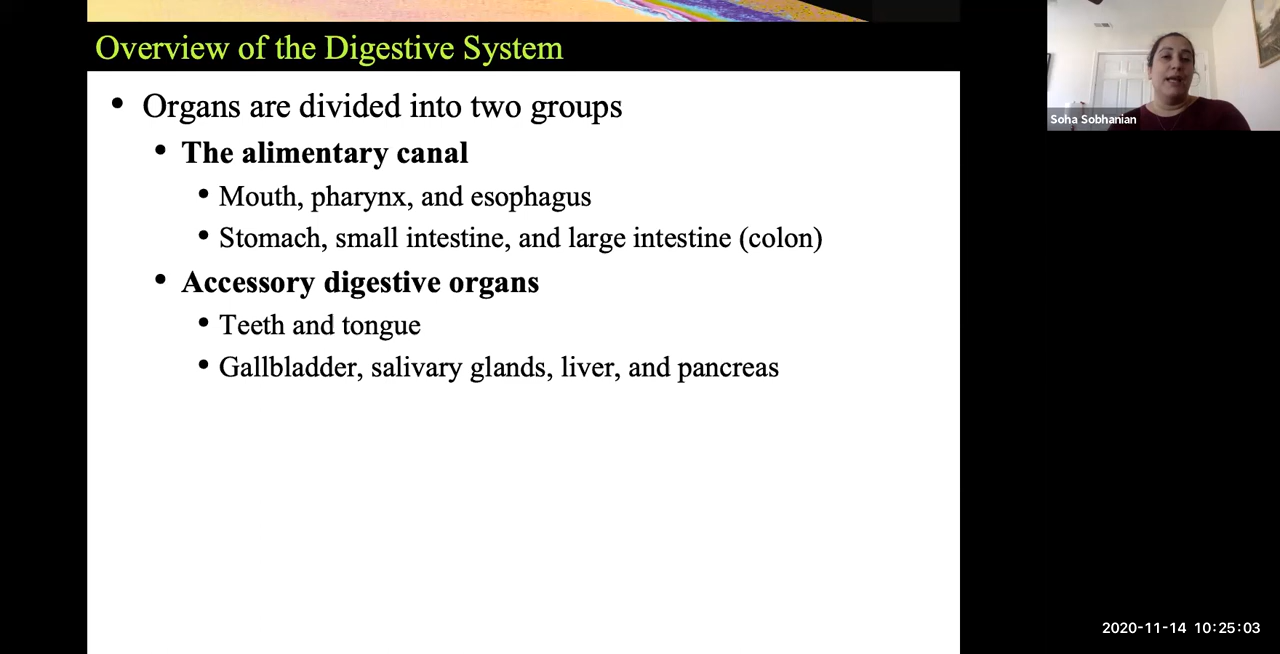 Overview of the Digestive System
• Organs are divided into two groups
• The alimentary canal
• Mouth, pharynx, and esophagus
• Stomach, small intestine, and large intestine (colon)
• Accessory digestive organs
• Teeth and tongue
• Gallbladder, salivary glands, liver, and pancreas
Soha Sobhanian
2020-11-14 10:25:03